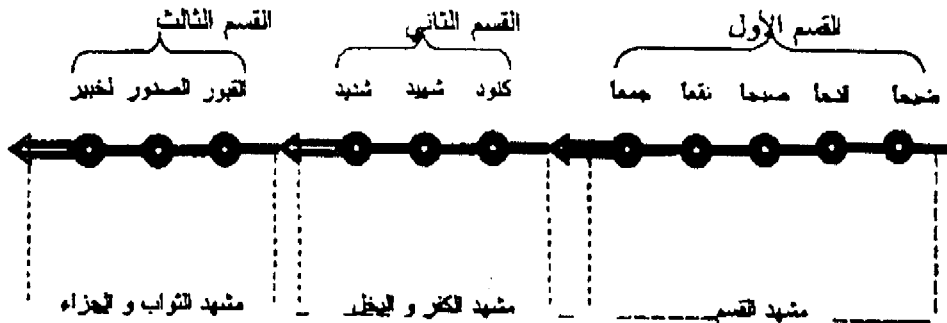 القسم الأول القسم الثاني القسم الثالث
ضبحا قدحا صبحا نقعا جمعا كنود شهيد شديد القبور الصدور لخبير
مشهد القسم مشهد الكفر و البخل مشهد الثواب و الجزاء